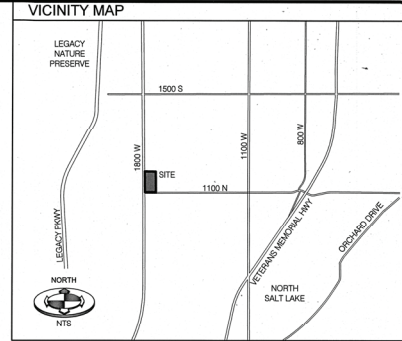 VICINITY MAP
LEGACY
NATURE
PRESERVE
1500 S
1800 W
1100 W
800 W
SITE
1100 N
LEGACY PKWY
VETERANS MEMORIAL HWY
ORCHARD DRIVE
NORTH
SALT LAKE
NORTH
NTS